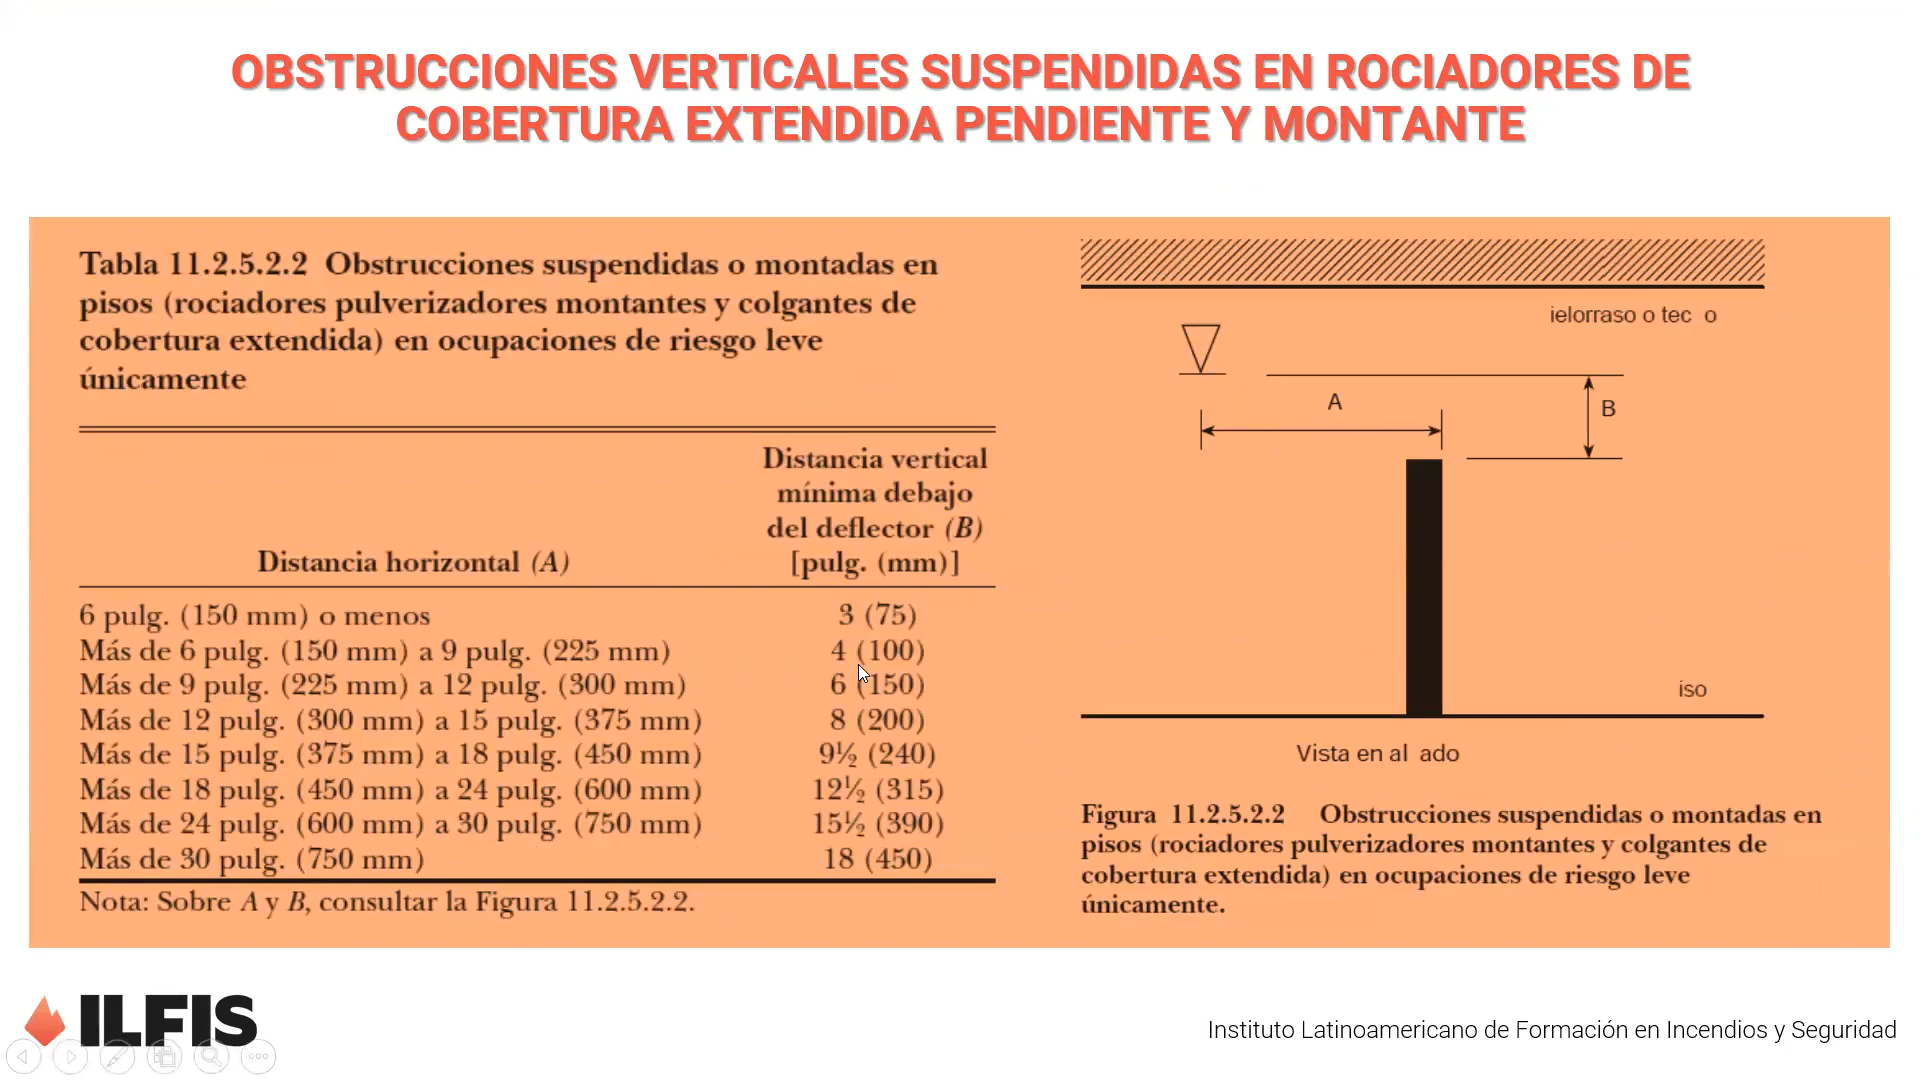 OBSTRUCCIONES VERTICALES SUSPENDIDAS EN ROCIADORES DE
COBERTURA EXTENDIDA PENDIENTE Y MONTANTE
Tabla 11.2.5.2.2 Obstrucciones suspendidas o montadas en
pisos (rociadores pulverizadores montantes y colgantes de
cobertura extendida) en ocupaciones de riesgo leve
únicamente
Distancia horizontal (A)
Distancia vertical
mínima debajo
del deflector (B)
[pulg. (mm)]
6 pulg. (150 mm) o menos 3 (75)
Más de 6 pulg. (150 mm) a 9 pulg. (225 mm) 4 (100)
Más de 9 pulg. (225 mm) a 12 pulg. (300 mm) 6 (150)
Más de 12 pulg. (300 mm) a 15 pulg. (375 mm) 8 (200)
Más de 15 pulg. (375 mm) a 18 pulg. (450 mm) 9½ (240)
Más de 18 pulg. (450 mm) a 24 pulg. (600 mm) 12½ (315)
Más de 24 pulg. (600 mm) a 30 pulg. (750 mm) 15½ (390)
Más de 30 pulg. (750 mm) 18 (450)
Nota: Sobre A y B, consultar la Figura 11.2.5.2.2.
ielorraso o tec o
A
B
iso
Vista en al ado
Figura 11.2.5.2.2 Obstrucciones suspendidas o montadas en
pisos (rociadores pulverizadores montantes y colgantes de
cobertura extendida) en ocupaciones de riesgo leve
únicamente.
ILFIS
Instituto Latinoamericano de Formación en Incendios y Seguridad